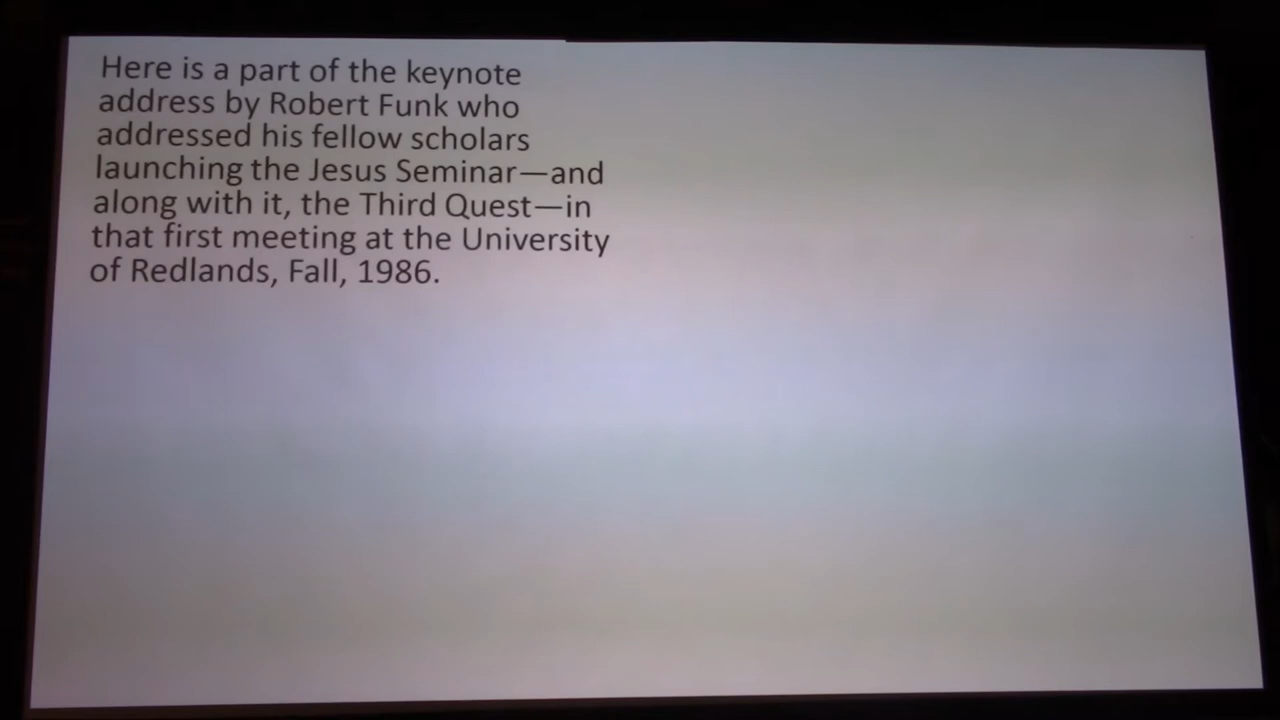 Here is a part of the keynote
address by Robert Funk who
addressed his fellow scholars
launching the Jesus Seminar—and
along with it, the Third Quest—in
that first meeting at the University
of Redlands, Fall, 1986.